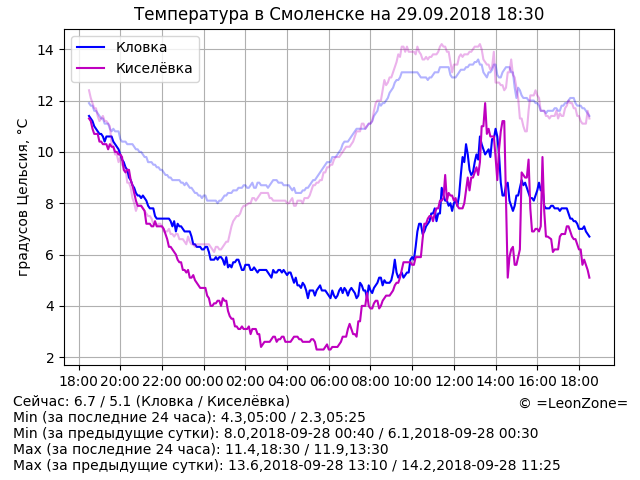 Температура в Смоленске на 29.09.2018 18:30
градусов Цельсия, °C
14
12
10
8
6
4
2
Кловка
Киселёвка
18:00 20:00 22:00 00:00 02:00 04:00 06:00 08:00 10:00 12:00 14:00 16:00 18:00
Сейчас: 6.7 / 5.1 (Кловка / Киселёвка)
© =LeonZone=
Min (за последние 24 часа): 4.3,05:00 / 2.3,05:25
Min (за предыдущие сутки): 8.0,2018-09-28 00:40 / 6.1,2018-09-28 00:30
Max (за последние 24 часа): 11.4,18:30 / 11.9,13:30
Max (за предыдущие сутки): 13.6,2018-09-28 13:10 / 14.2,2018-09-28 11:25